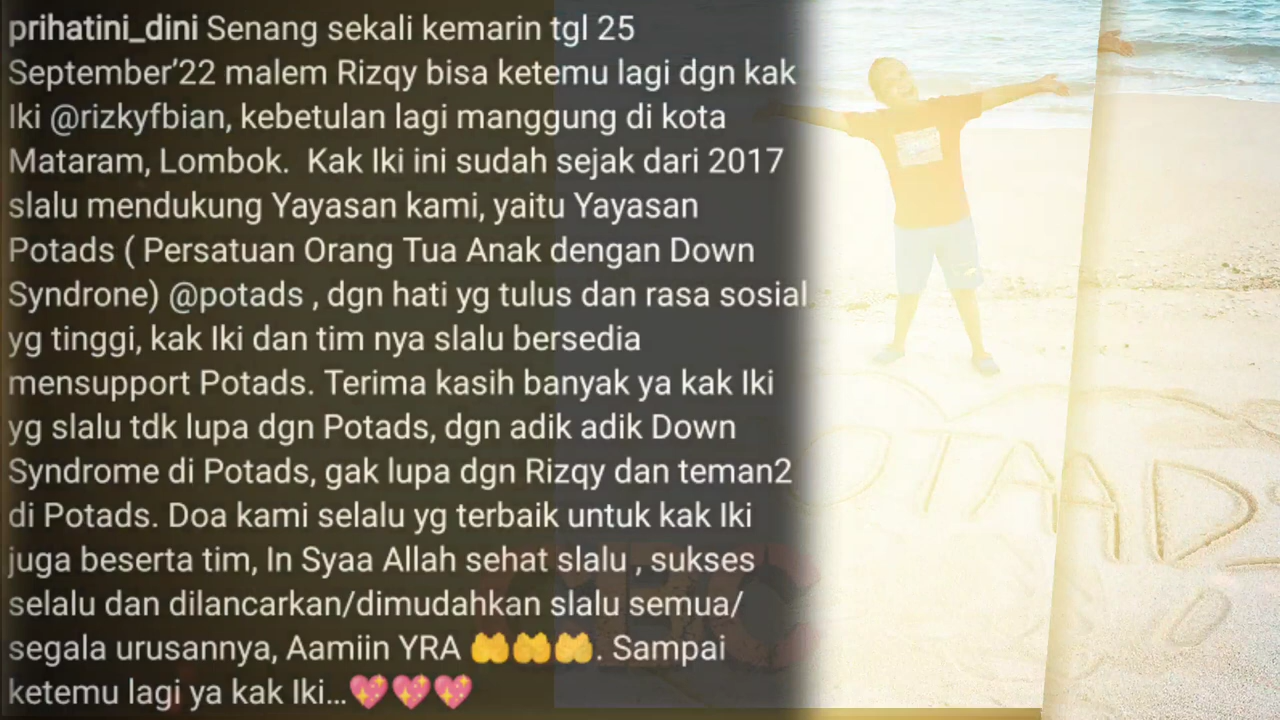 prihatini_dini Senang sekali kemarin tgl 25
September'22 malem Rizqy bisa ketemu lagi dgn kak
Iki @rizkyfbian, kebetulan lagi manggung di kota
Mataram, Lombok.  Kak Iki ini sudah sejak dari 2017
slalu mendukung Yayasan kami, yaitu Yayasan
Potads ( Persatuan Orang Tua Anak dengan Down
Syndrone) @potads , dgn hati yg tulus dan rasa sosial
yg tinggi, kak Iki dan tim nya slalu bersedia
mensupport Potads. Terima kasih banyak ya kak Iki
yg slalu tdk lupa dgn Potads, dgn adik adik Down
Syndrome di Potads, gak lupa dgn Rizqy dan teman2
di Potads. Doa kami selalu yg terbaik untuk kak Iki
juga beserta tim, In Syaa Allah sehat slalu , sukses
selalu dan dilancarkan/dimudahkan slalu semua/
segala urusannya, Aamiin YRA 🤲🤲🤲. Sampai
ketemu lagi ya kak Iki...💖💖💖
OTA
AD